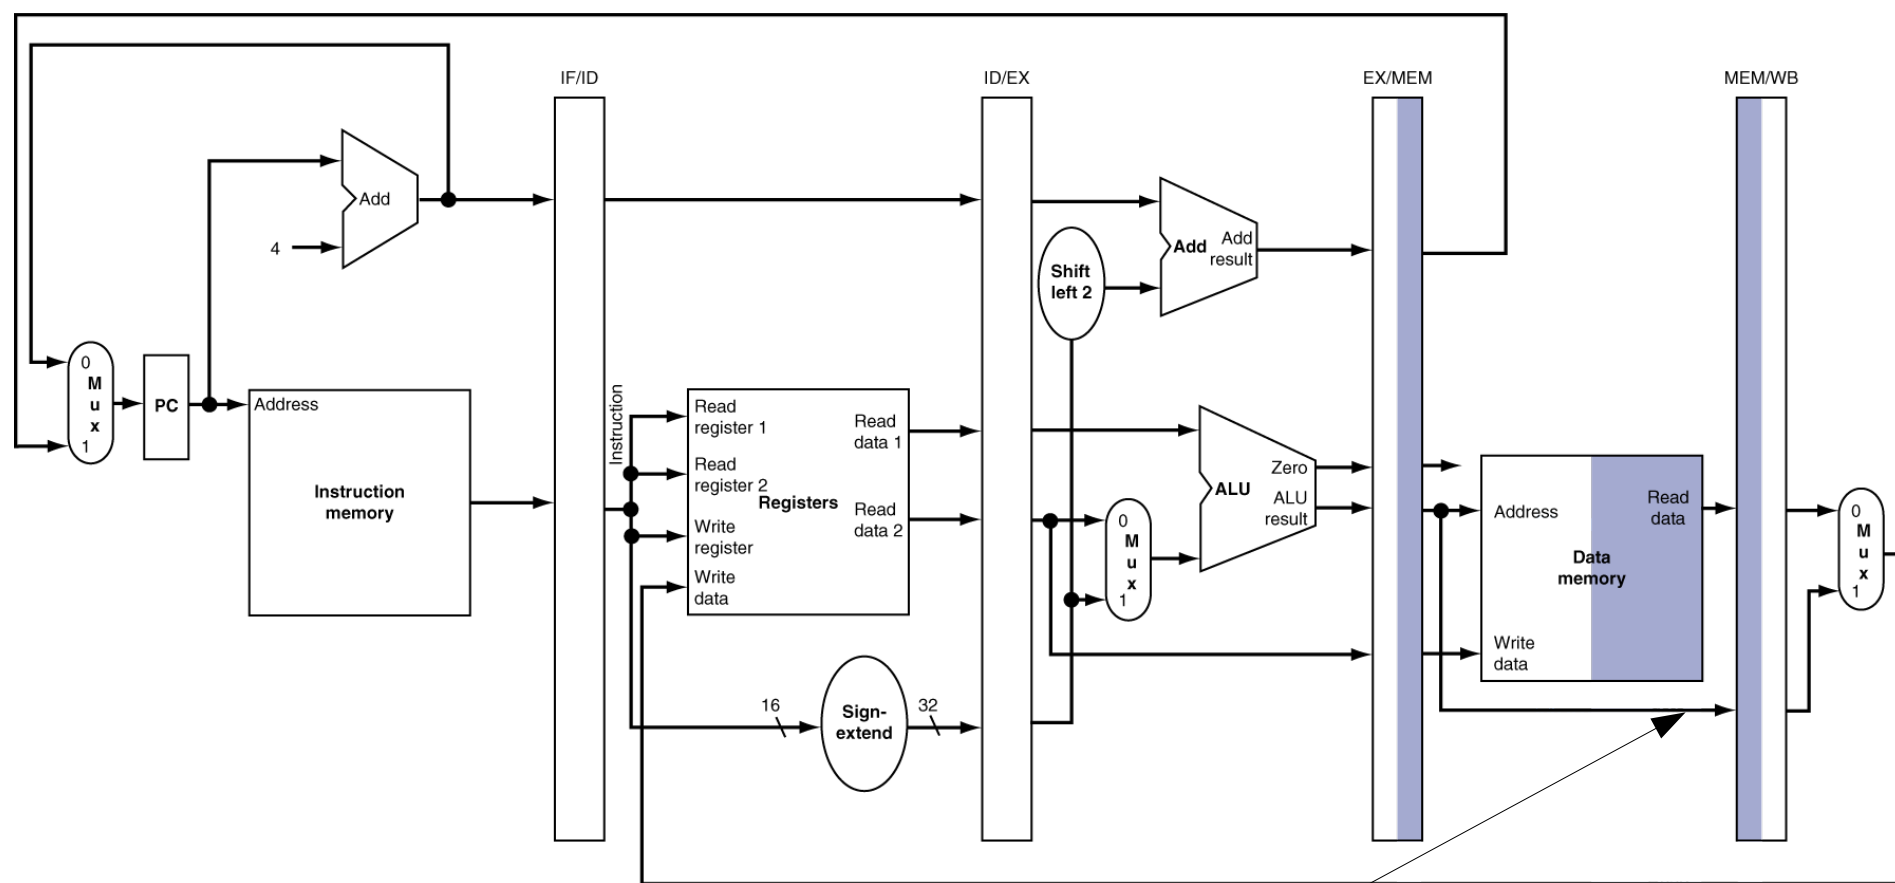 IF/ID
ID/EX
EX/MEM
MEM/WB
Add
4
0
M
u
x
1
PC
Address
Instruction
memory
Instruction
Read
register 1
Read
register 2
Write
register
Write
data
Registers
Read
data 1
Read
data 2
16
Sign-
extend
32
Shift
left 2
Add
Add
result
0
M
u
x
1
Zero
ALU
ALU
result
Address
Read
data
Data
memory
Write
data
0
M
u
x
1